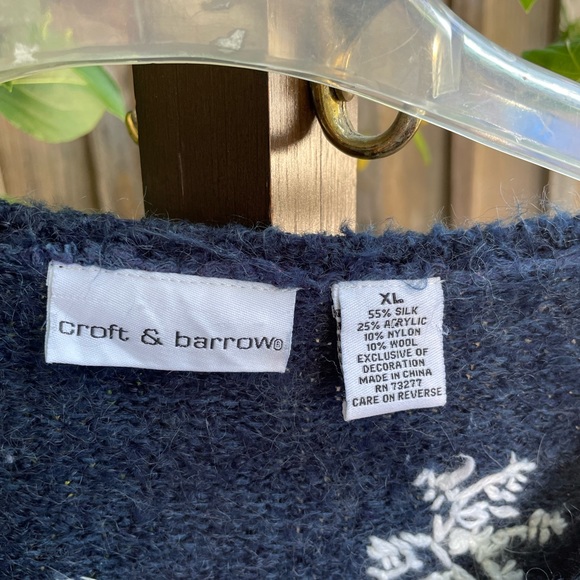 croft & barrow®
XL
55% SILK
25% ACRYLIC
10% NYLON
10% WOOL
EXCLUSIVE OF
DECORATION
MADE IN CHINA
RN 73277
CARE ON REVERSE